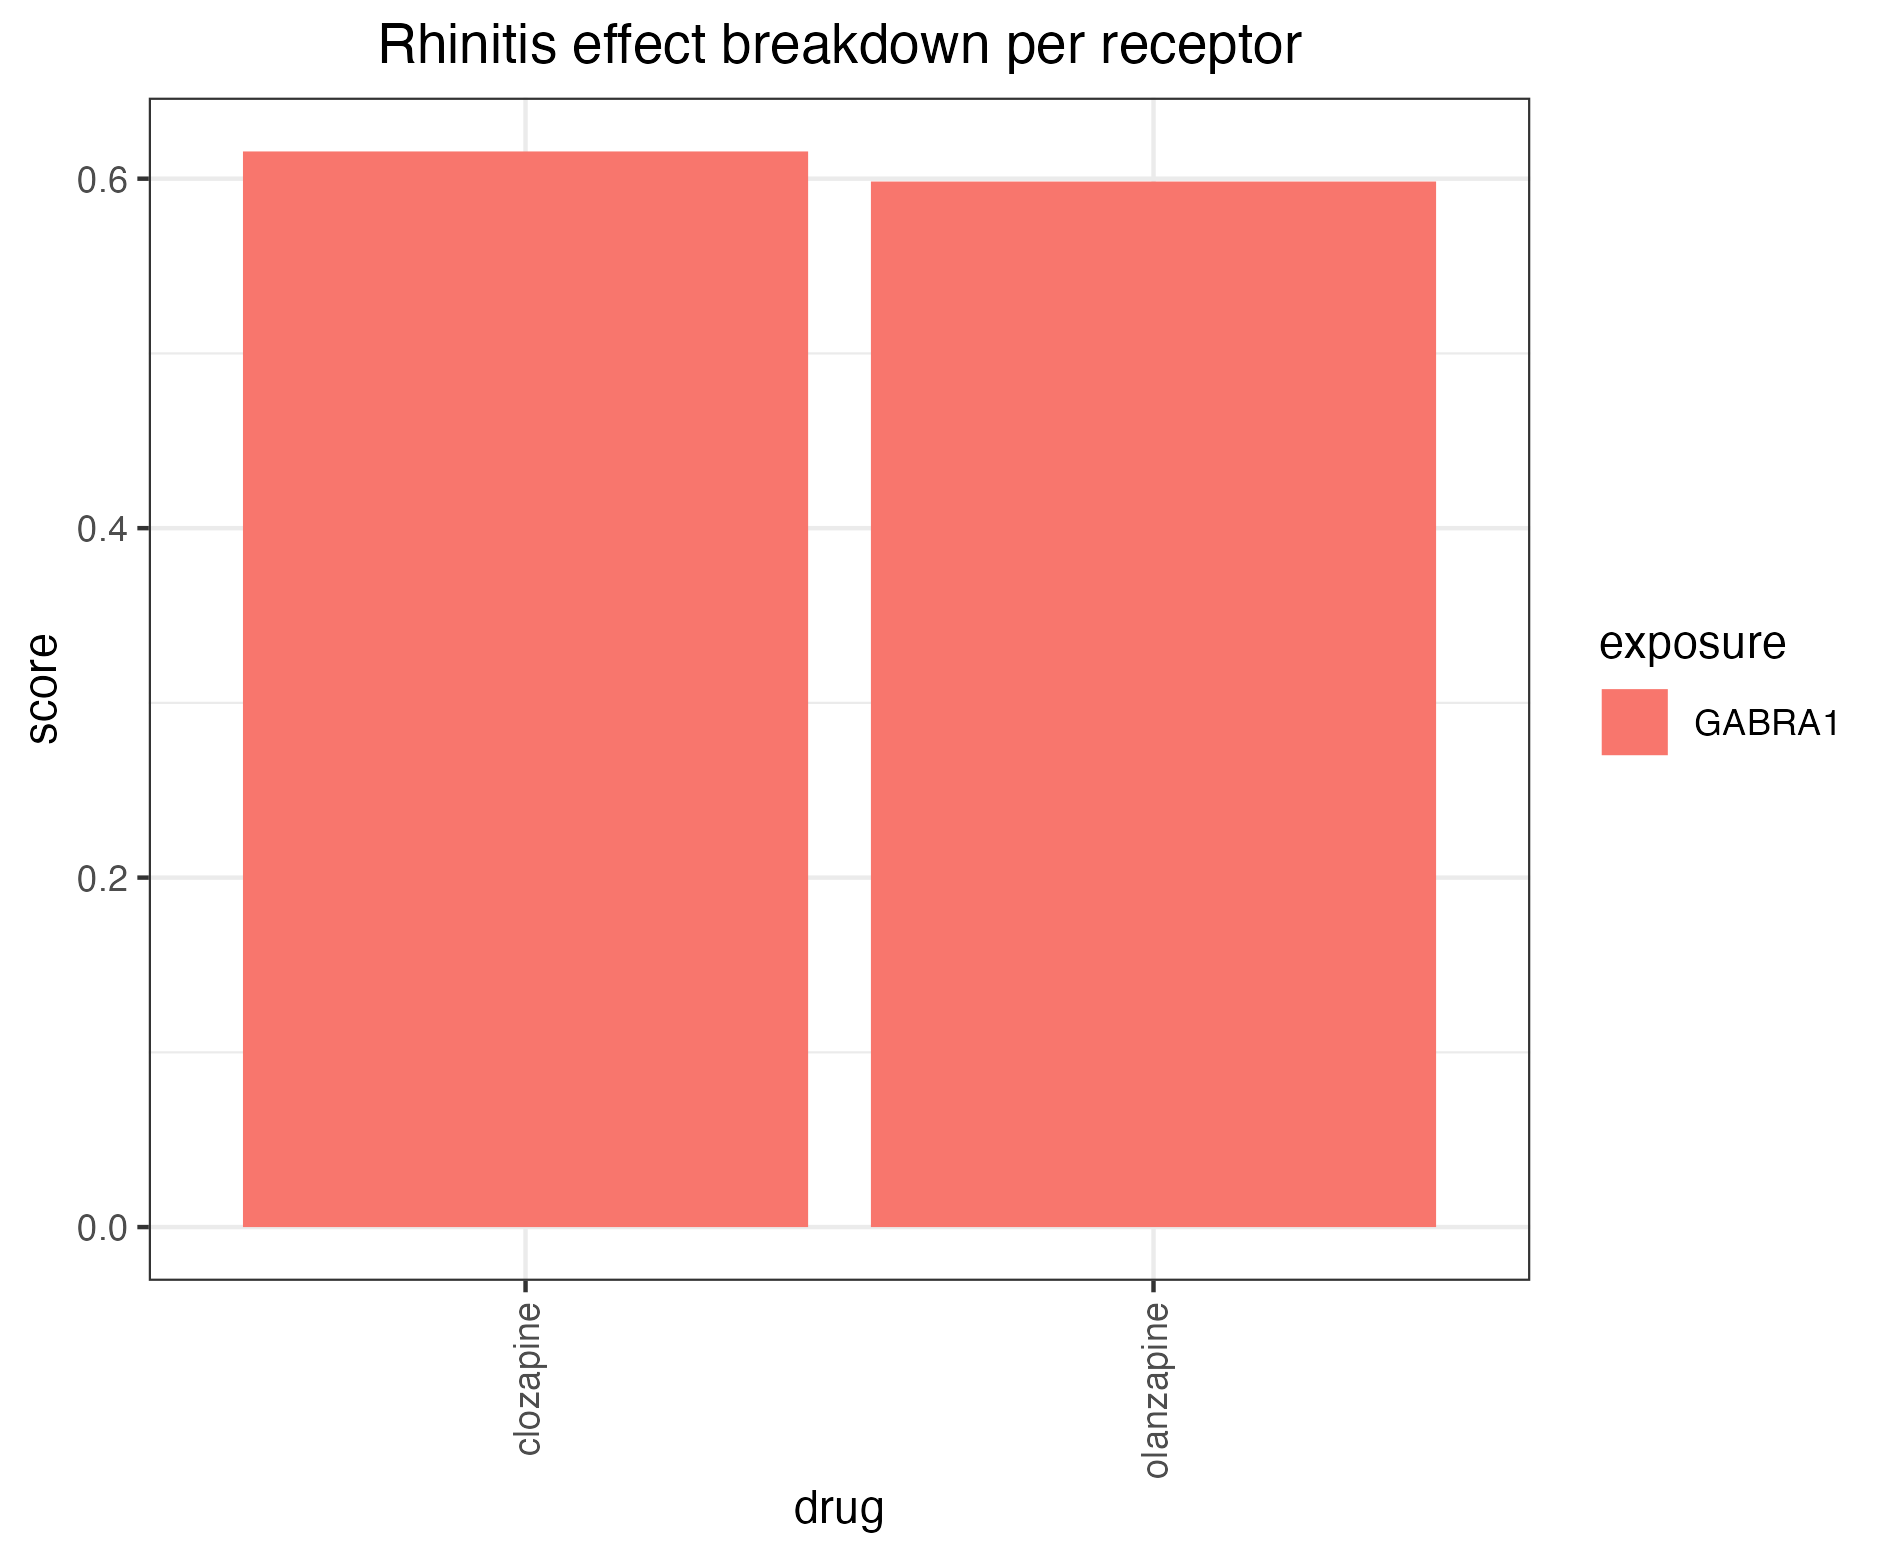 Rhinitis effect breakdown per receptor
0.6
0.4
0.2
0.0
score
clozapine
olanzapine
drug
exposure
GABRA1